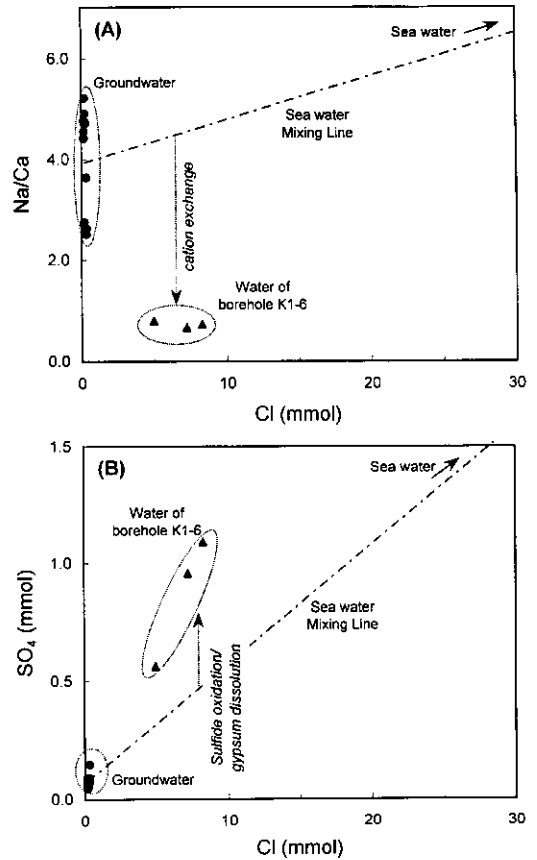 (A)
Sea water
6.0
Groundwater
Sea water
Mixing Line
Na/Ca
4.0
cation exchange
2.0
Water of
borehole K1-6
0.0
0
10
20
30
Cl (mmol)
1.5
(B)
Sea water
Water of
borehole K1-6
1.0
SO4 (mmol)
Sea water
Mixing Line
0.5
Sulfide oxidation/
gypsum dissolution
Groundwater
0.0
0
10
20
30
Cl (mmol)